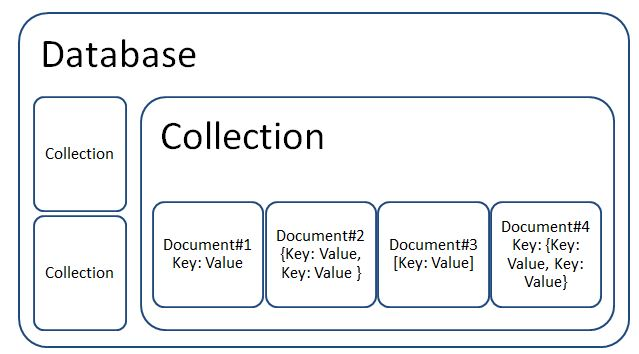 Database
Collection
Collection
Collection
Document#1
Key: Value
Document#2
{Key: Value,
Key: Value }
Document#3
[Key: Value]
Document#4
Key: {Key:
Value, Key:
Value}